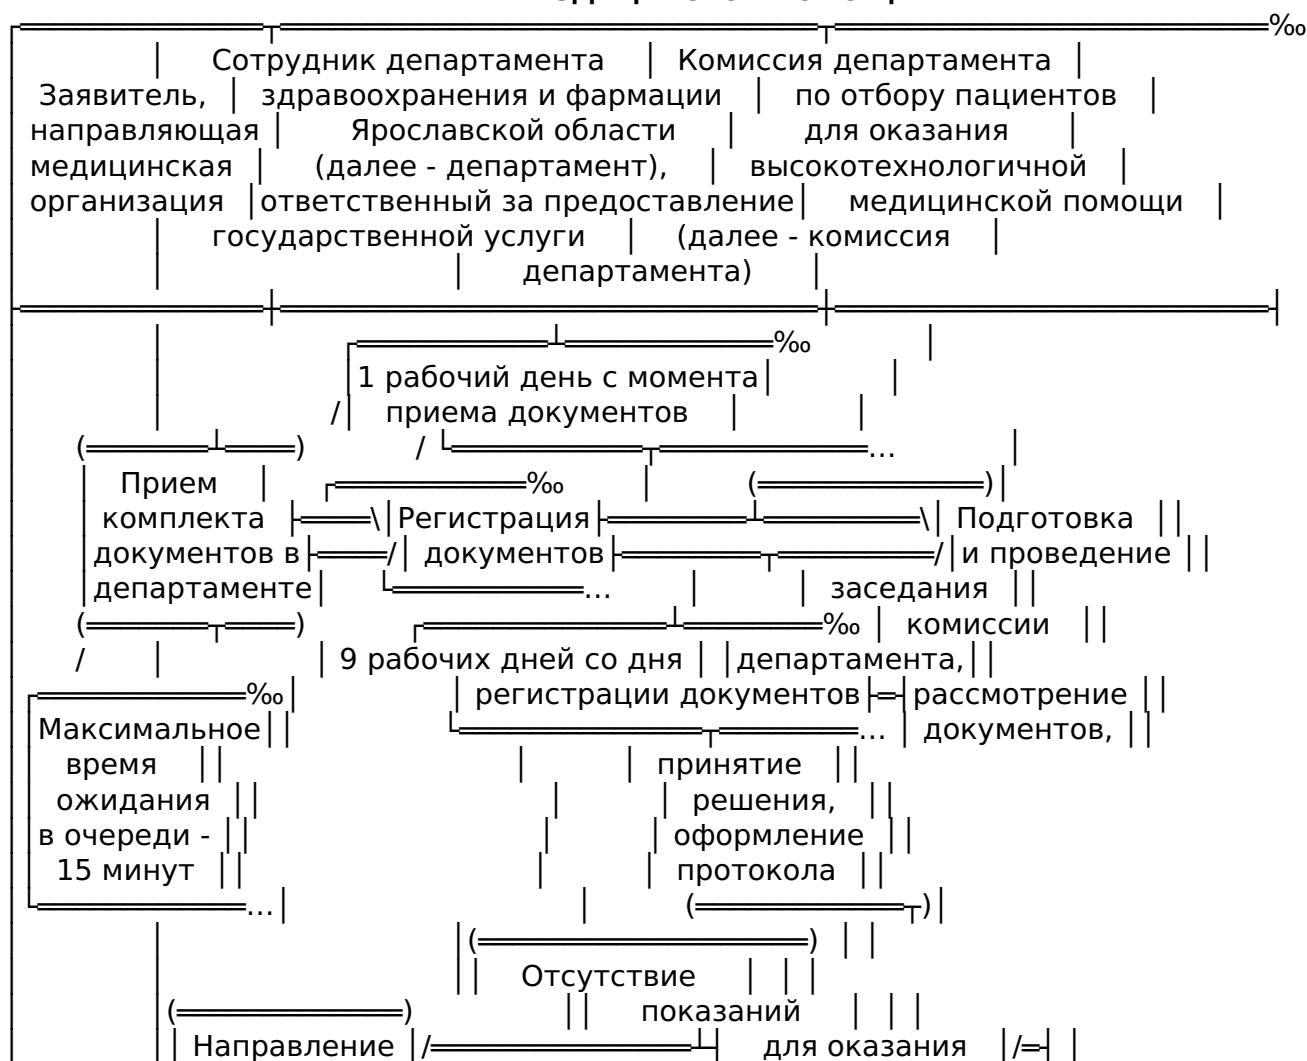 Сотрудник департамента Комиссия департамента
Заявитель, здравоохранения и фармации по отбору пациентов
направляющая Ярославской области для оказания
медицинская (далее - департамент), высокотехнологичной
организация ответственный за предоставление медицинской помощи
государственной услуги (далее - комиссия
департамента)
1 рабочий день с момента
приема документов
Прием
комплекта Регистрация Подготовка
документов в документов и проведение
департаменте заседания
комиссии
9 рабочих дней со дня департамента,
регистрации документов рассмотрение
Максимальное документов,
время принятие
ожидания решения,
в очереди - оформление
15 минут протокола
Отсутствие
показаний
Направление для оказания